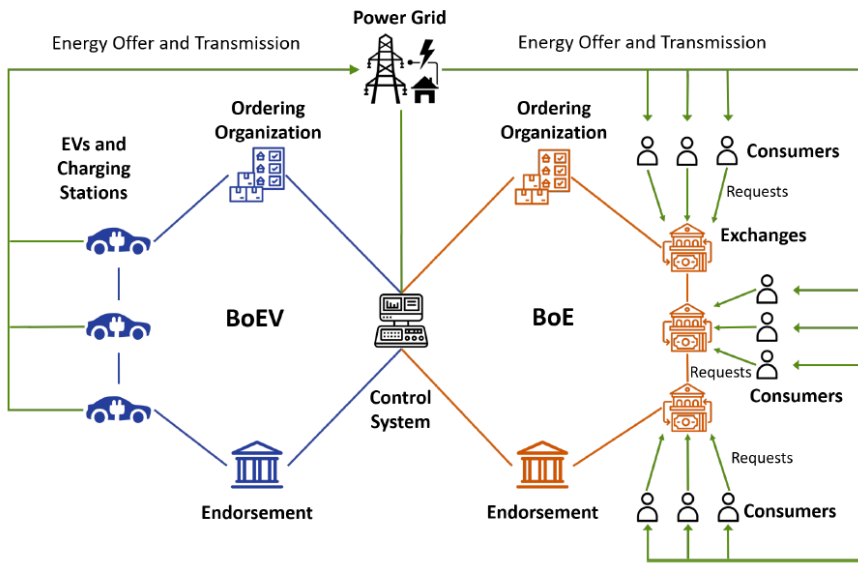 Power Grid
Energy Offer and Transmission
Energy Offer and Transmission
Ordering
Organization
Ordering
Organization
EVs and
Charging
Stations
Consumers
Requests
Exchanges
BoEV
BoE
Requests
Consumers
Control
System
Requests
Endorsement
Endorsement
Consumers